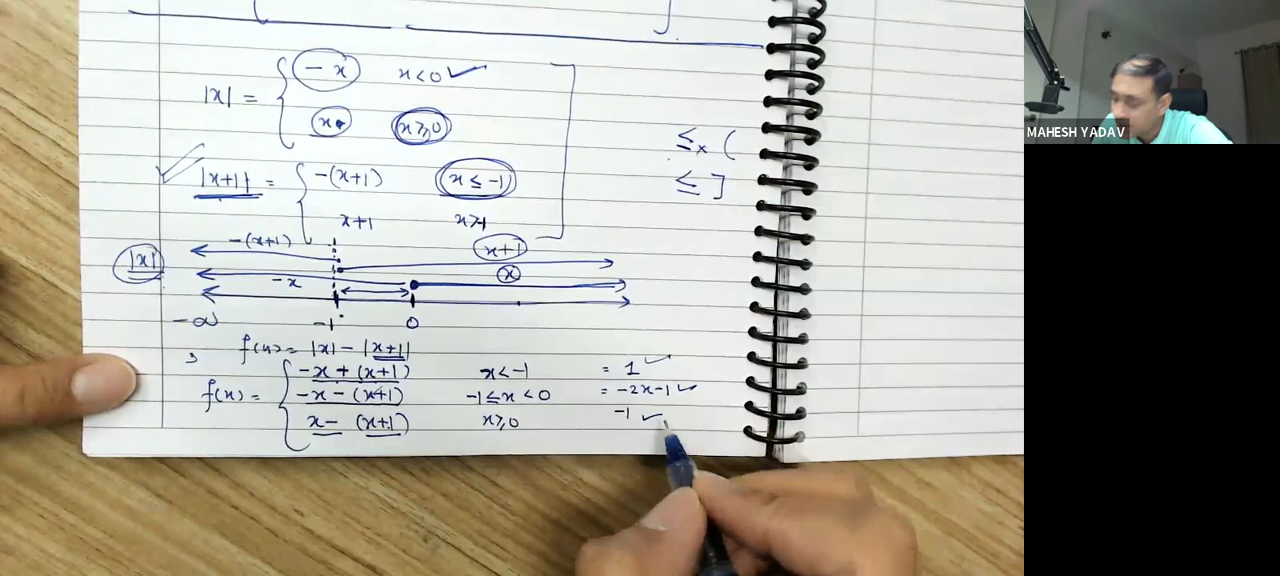 |x| = { -x x<0 ✓
x x≥0
≤ₓ (
≤ ]
|x+1| = { -(x+1) x≤-1
x+1 x>-1
-(x+1) x+1
|x| x
-x
-∞ -1 0
f(x) = |x| - |x+1|
f(x) = { -x + (x+1) x<-1 = 1 ✓
-x - (x+1) -1≤x<0 = -2x-1 ✓
x - (x+1) x≥0 -1 ✓
MAHESH YADAV